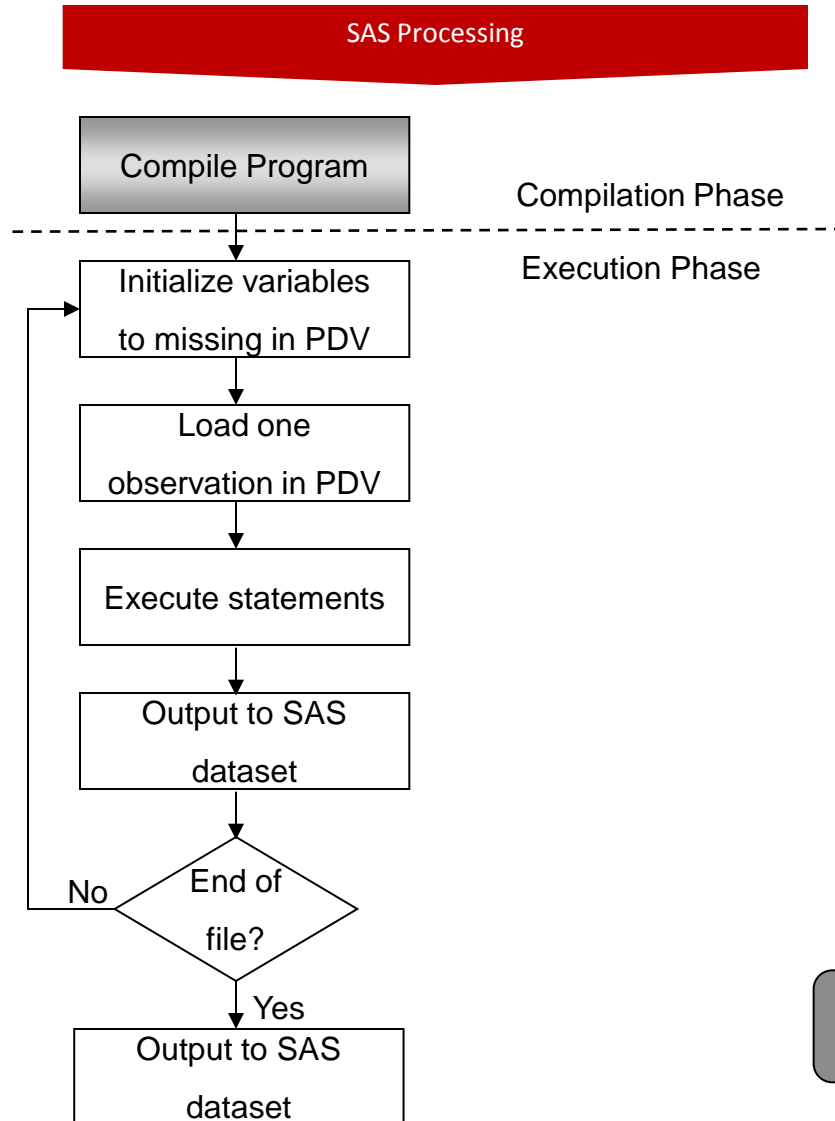 SAS Processing
Compile Program
Compilation Phase
Execution Phase
Initialize variables
to missing in PDV
Load one
observation in PDV
Execute statements
Output to SAS
dataset
End of
file?
No
Yes
Output to SAS
dataset